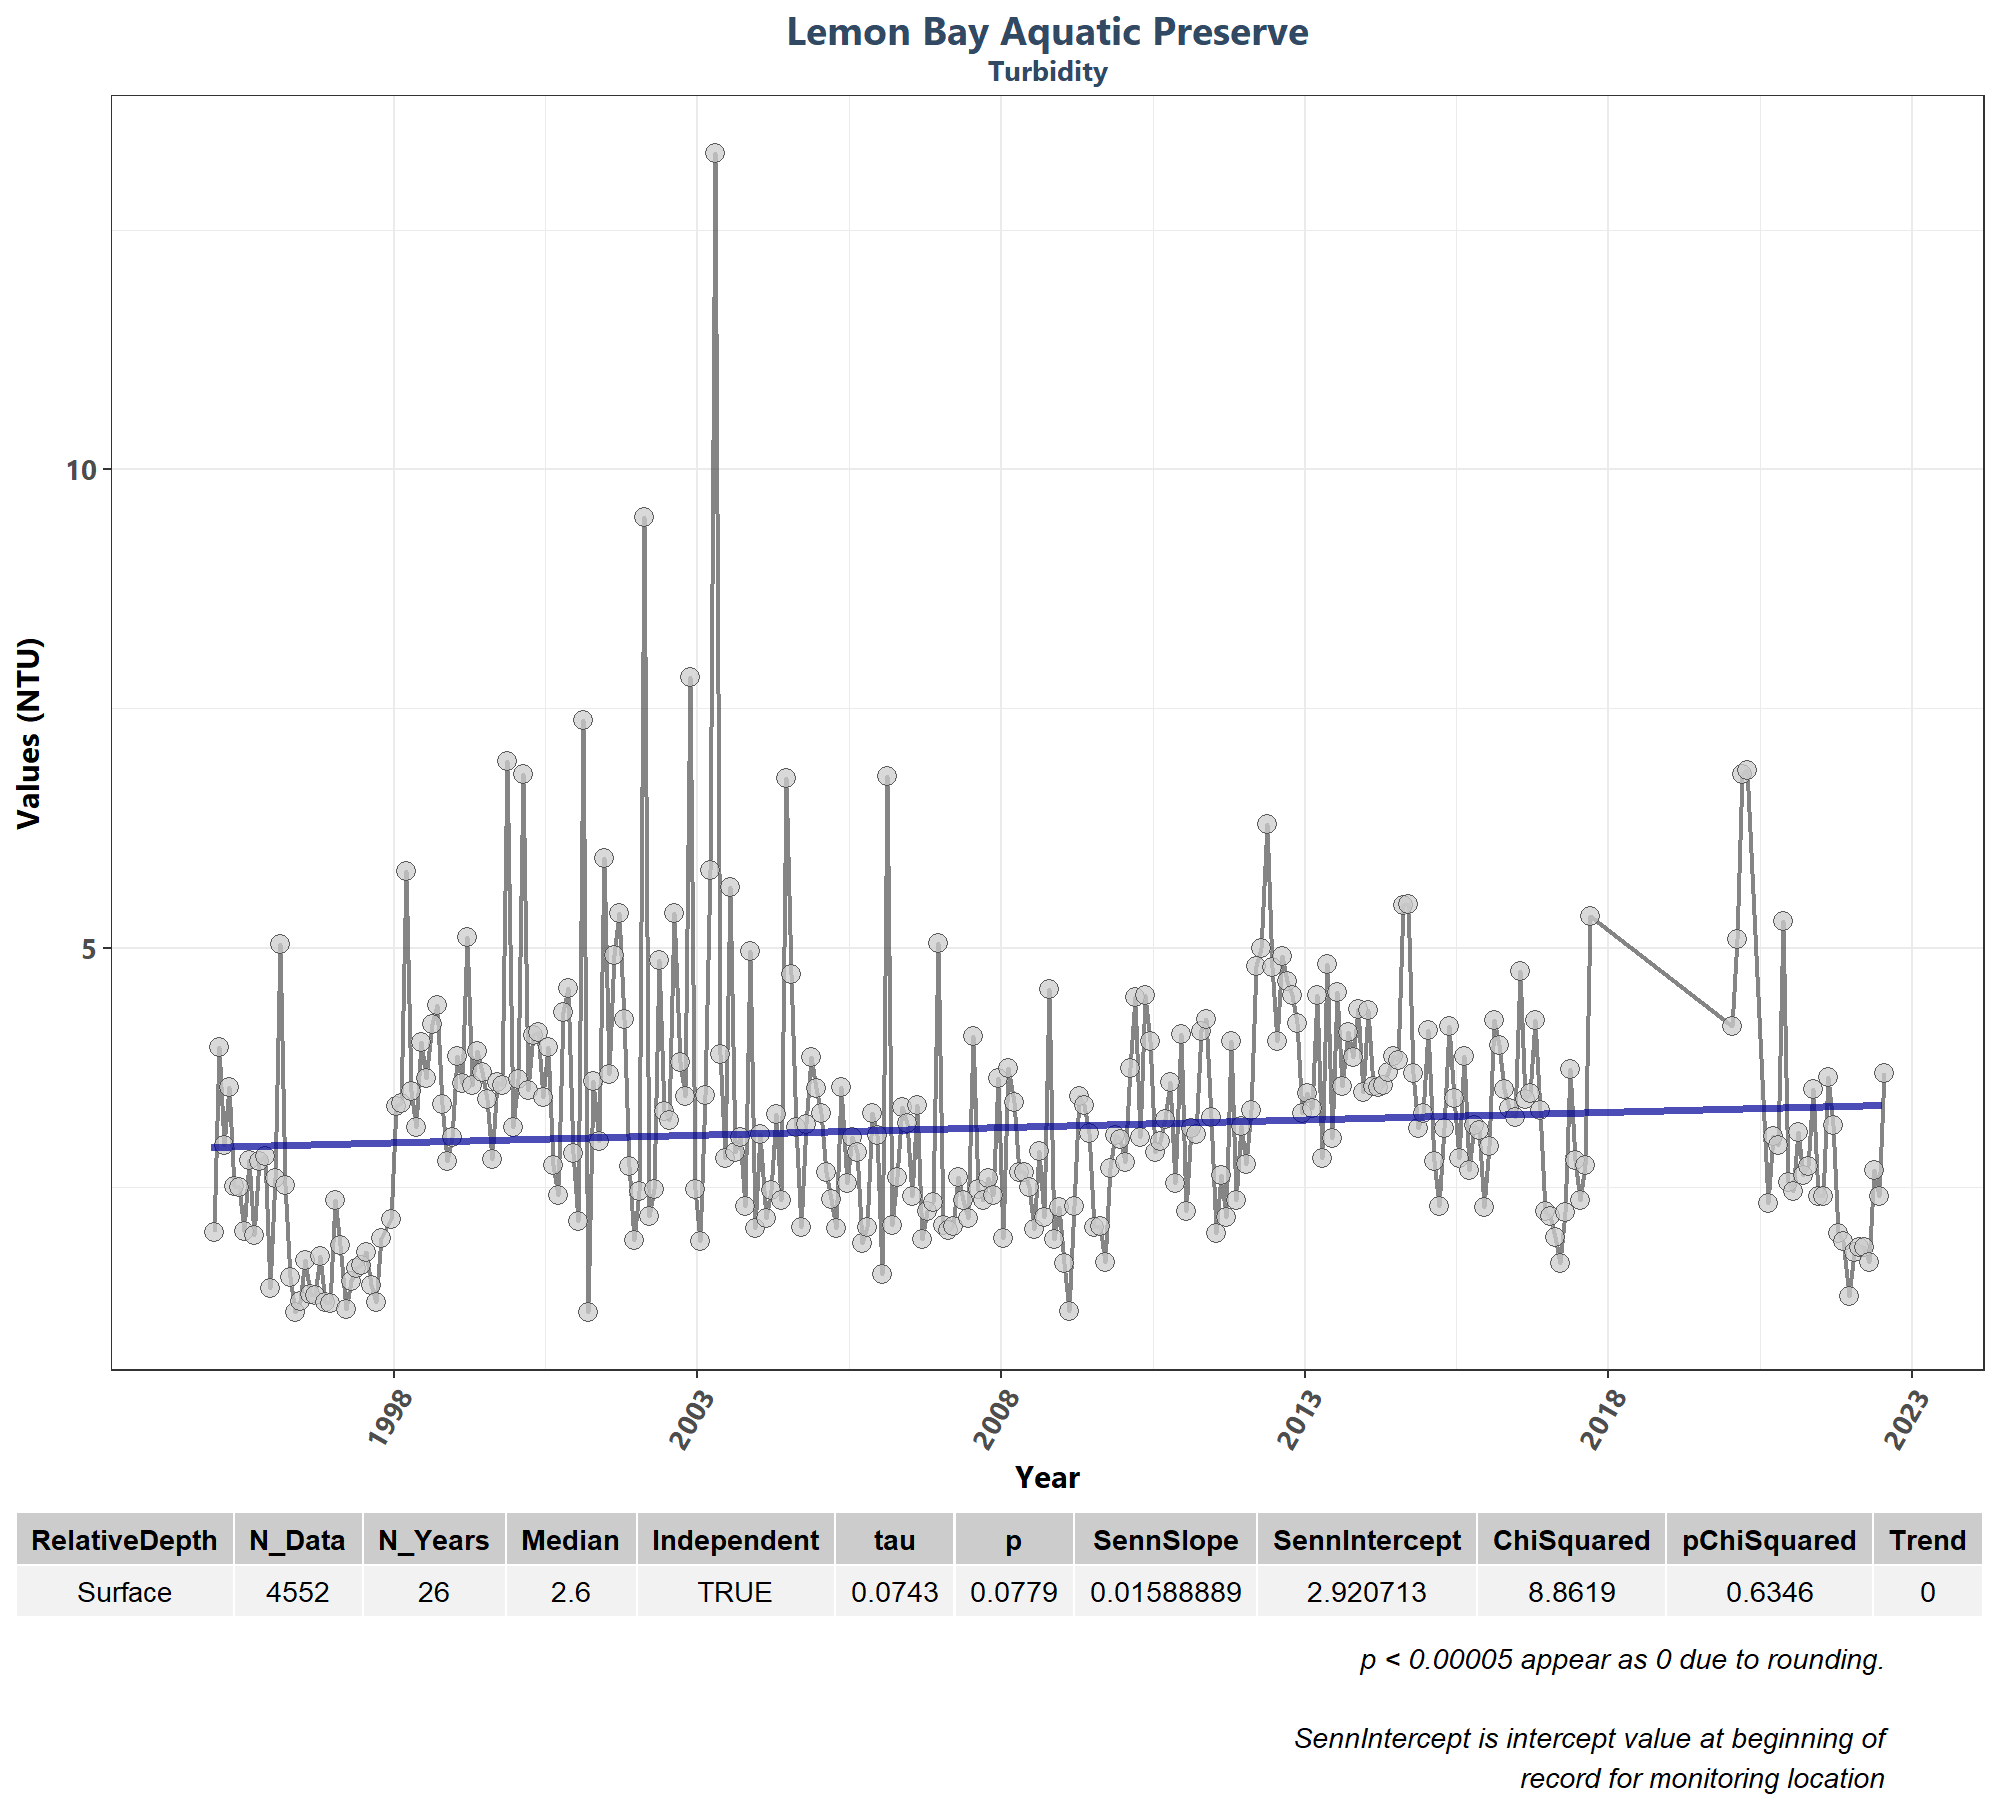 Lemon Bay Aquatic Preserve
Turbidity
Values (NTU)
10
5
1998
2003
2008
2013
2018
2023
Year
RelativeDepth N_Data N_Years Median Independent tau p SennSlope SennIntercept ChiSquared pChiSquared Trend
Surface 4552 26 2.6 TRUE 0.0743 0.0779 0.01588889 2.920713 8.8619 0.6346 0
p < 0.00005 appear as 0 due to rounding.
SennIntercept is intercept value at beginning of
record for monitoring location